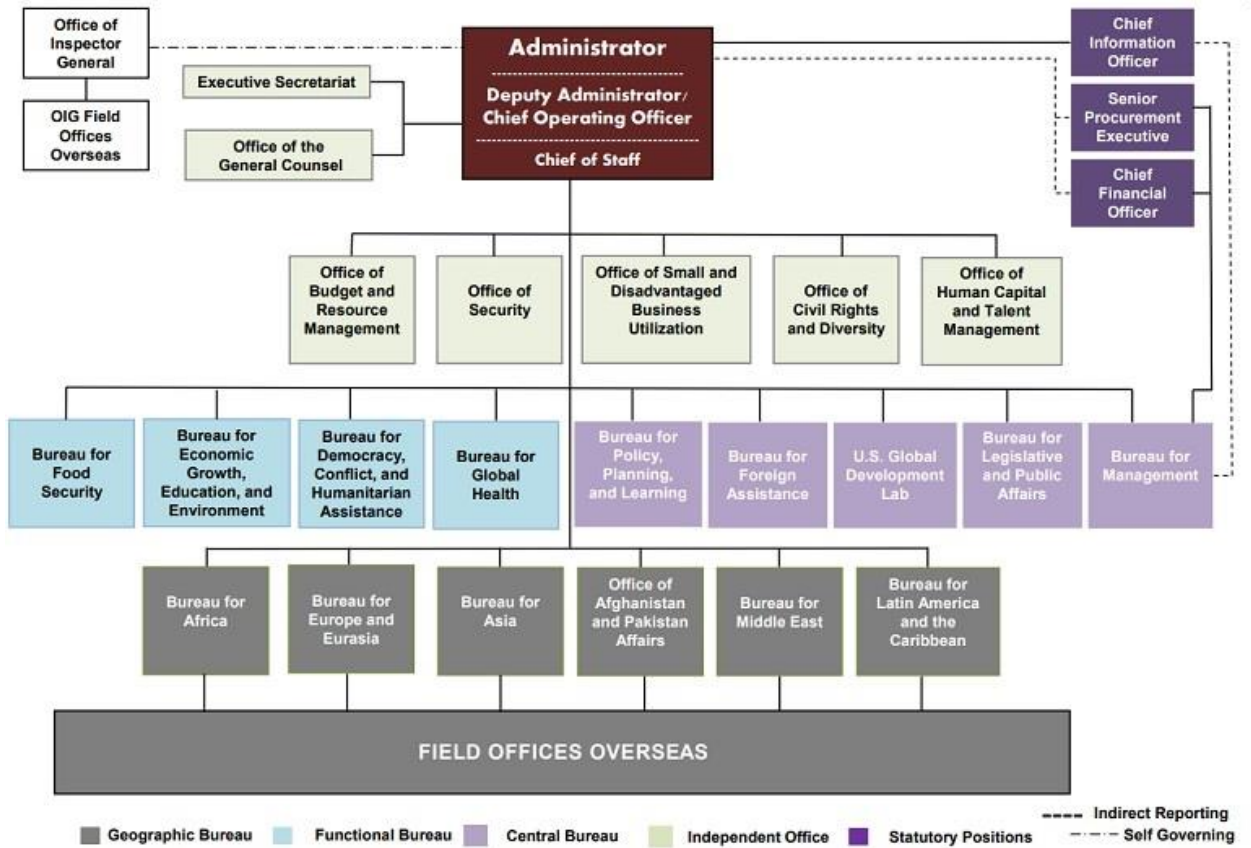 Office of
Inspector
General
OIG Field
Offices
Overseas
Executive Secretariat
Office of the
General Counsel
Administrator
Deputy Administrator/
Chief Operating Officer
Chief of Staff
Chief
Information
Officer
Senior
Procurement
Executive
Chief
Financial
Officer
Office of
Budget and
Resource
Management
Office of
Security
Office of Small and
Disadvantaged
Business
Utilization
Office of
Civil Rights
and Diversity
Office of
Human Capital
and Talent
Management
Bureau for
Food
Security
Bureau for
Economic
Growth,
Education, and
Environment
Bureau for
Democracy,
Conflict, and
Humanitarian
Assistance
Bureau for
Global
Health
Bureau for
Policy,
Planning,
and Learning
Bureau for
Foreign
Assistance
U.S. Global
Development
Lab
Bureau for
Legislative
and Public
Affairs
Bureau for
Management
Bureau for
Africa
Bureau for
Europe and
Eurasia
Bureau for
Asia
Office of
Afghanistan
and Pakistan
Affairs
Bureau for
Middle East
Bureau for
Latin America
and the
Caribbean
FIELD OFFICES OVERSEAS
Geographic Bureau
Functional Bureau
Central Bureau
Independent Office
Statutory Positions
Indirect Reporting
Self Governing